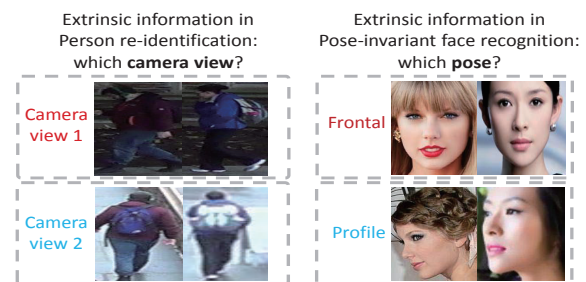 Extrinsic information in
Person re-identification:
which camera view?
Camera
view 1
Camera
view 2
Extrinsic information in
Pose-invariant face recognition:
which pose?
Frontal
Profile